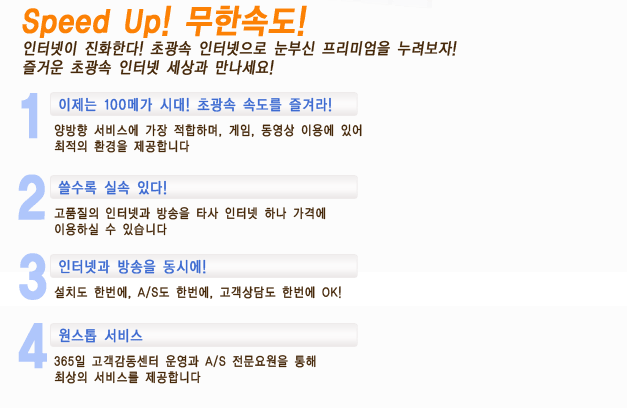 Speed Up! 무한속도!
인터넷이 진화한다! 초광속 인터넷으로 눈부신 프리미엄을 누려보자!
즐거운 초광속 인터넷 세상과 만나세요!
1 이제는 100메가 시대! 초광속 속도를 즐겨라!
양방향 서비스에 가장 적합하며, 게임, 동영상 이용에 있어
최적의 환경을 제공합니다
2 쓸수록 실속 있다!
고품질의 인터넷과 방송을 타사 인터넷 하나 가격에
이용하실 수 있습니다
3 인터넷과 방송을 동시에!
설치도 한번에, A/S도 한번에, 고객상담도 한번에 OK!
4 원스톱 서비스
365일 고객감동센터 운영과 A/S 전문요원을 통해
최상의 서비스를 제공합니다